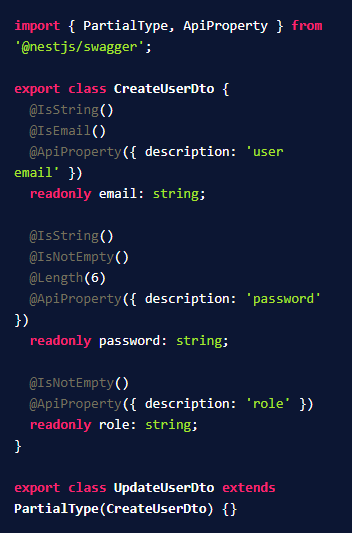 import { PartialType, ApiProperty } from
'@nestjs/swagger';
export class CreateUserDto {
  @IsString()
  @IsEmail()
  @ApiProperty({ description: 'user
email' })
  readonly email: string;
  @IsString()
  @IsNotEmpty()
  @Length(6)
  @ApiProperty({ description: 'password'
})
  readonly password: string;
  @IsNotEmpty()
  @ApiProperty({ description: 'role' })
  readonly role: string;
}
export class UpdateUserDto extends
PartialType(CreateUserDto) {}